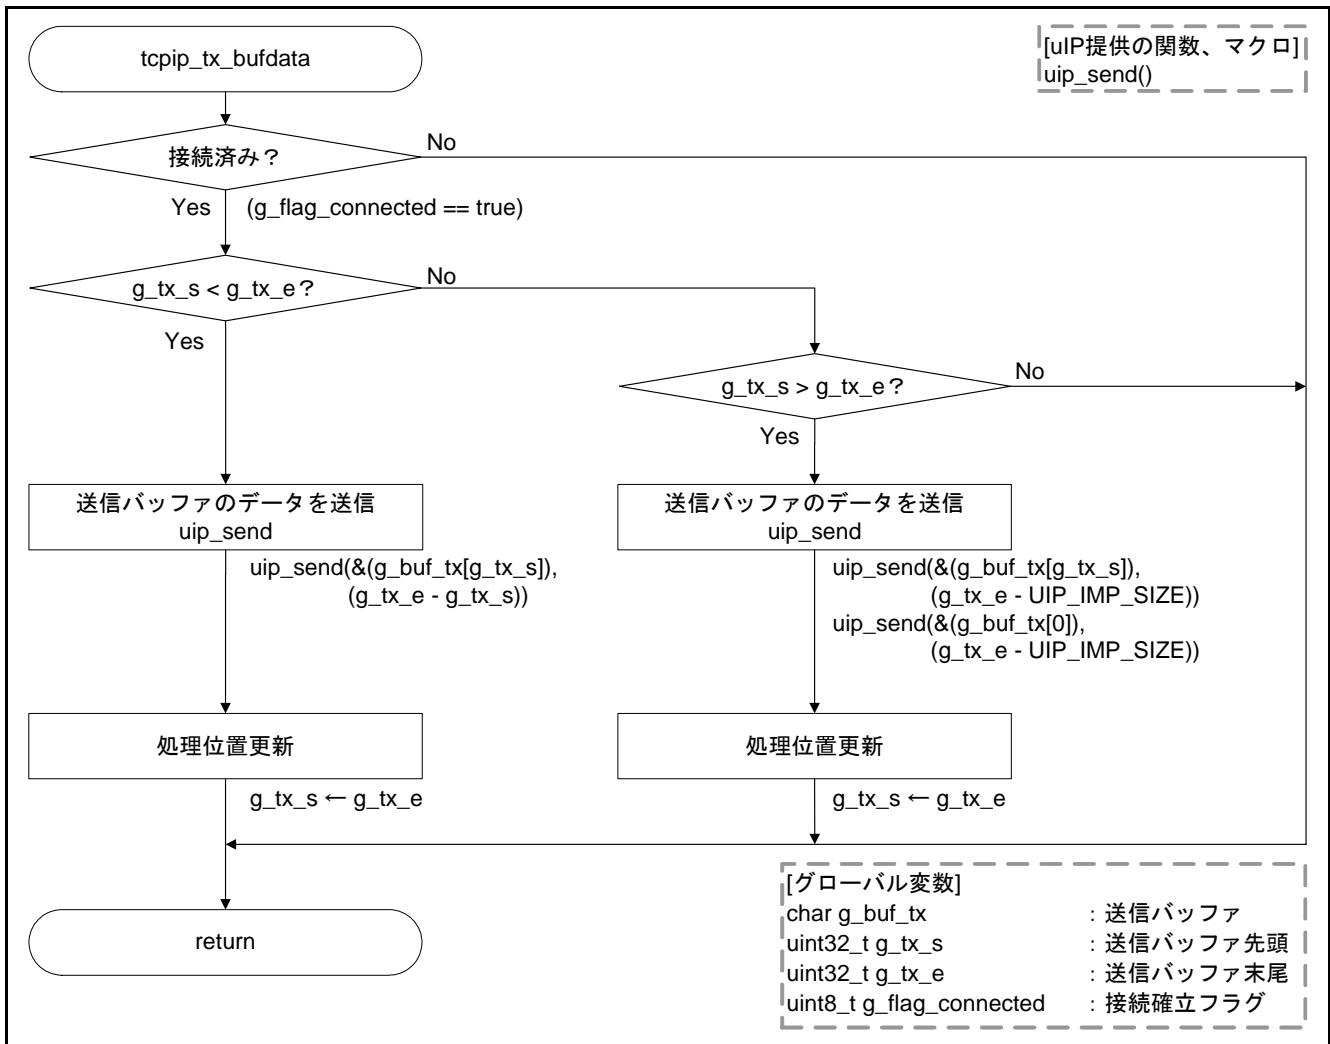 tcpip_tx_bufdata
[uIP提供の関数、マクロ]
uip_send()
接続済み？
No
Yes
(g_flag_connected == true)
g_tx_s < g_tx_e？
No
Yes
g_tx_s > g_tx_e？
No
Yes
送信バッファのデータを送信
uip_send
uip_send(&(g_buf_tx[g_tx_s]),
(g_tx_e - g_tx_s))
送信バッファのデータを送信
uip_send
uip_send(&(g_buf_tx[g_tx_s]),
(g_tx_e - UIP_IMP_SIZE))
uip_send(&(g_buf_tx[0]),
(g_tx_e - UIP_IMP_SIZE))
処理位置更新
g_tx_s ← g_tx_e
処理位置更新
g_tx_s ← g_tx_e
return
[グローバル変数]
char g_buf_tx : 送信バッファ
uint32_t g_tx_s : 送信バッファ先頭
uint32_t g_tx_e : 送信バッファ末尾
uint8_t g_flag_connected : 接続確立フラグ